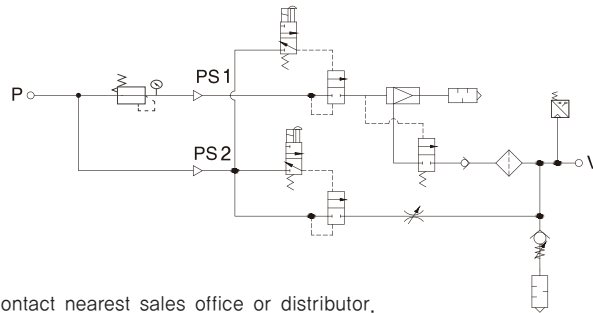 PS1
P
PS2
V
ontact nearest sales office or distributor.